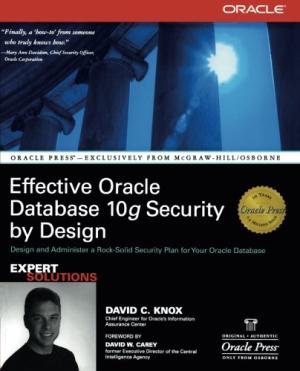 ORACLE®
"Finally, a 'how-to' from someone
who truly knows how."
—Mary Ann Davidson, Chief Security Officer,
Oracle Corporation
ORACLE PRESS™—EXCLUSIVELY FROM McGRAW-HILL/OSBORNE
Effective Oracle
Database 10g Security
by Design
Design and Administer a Rock-Solid Security Plan for Your Oracle Database
Oracle Press
EXPERT
SOLUTIONS
DAVID C. KNOX
Chief Engineer for Oracle's Information
Assurance Center
FOREWORD BY
DAVID W. CAREY
former Executive Director of the Central
Intelligence Agency
ORIGINAL • AUTHENTIC
Oracle Press
ONLY FROM OSBORNE